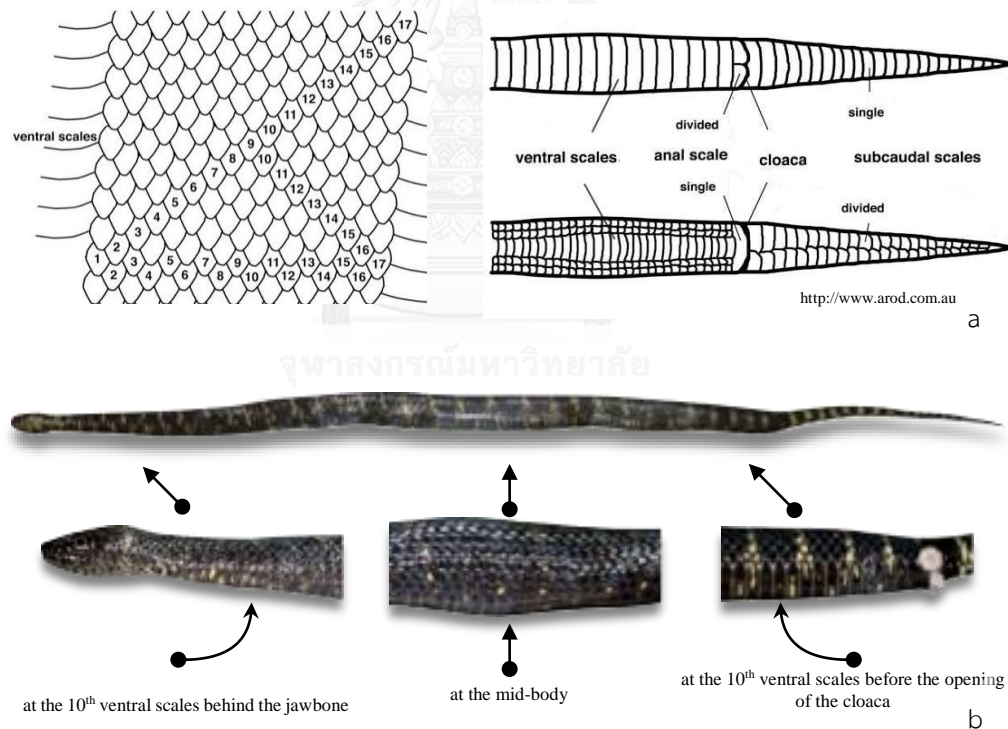 17
16
15
14
13
12
11
10
9
8 10
7 11
6 12
5 13
4 14
3 15
2 16
1 3 5 7 9 11 13 15 17
2 4 6 8 10 12 14 16
ventral scales
single
divided
ventral scales anal scale cloaca subcaudal scales
single
divided
http://www.arod.com.au
a
จุฬาลงกรณ์มหาวิทยาลัย
at the 10th ventral scales behind the jawbone
at the mid-body
at the 10th ventral scales before the opening
of the cloaca
b